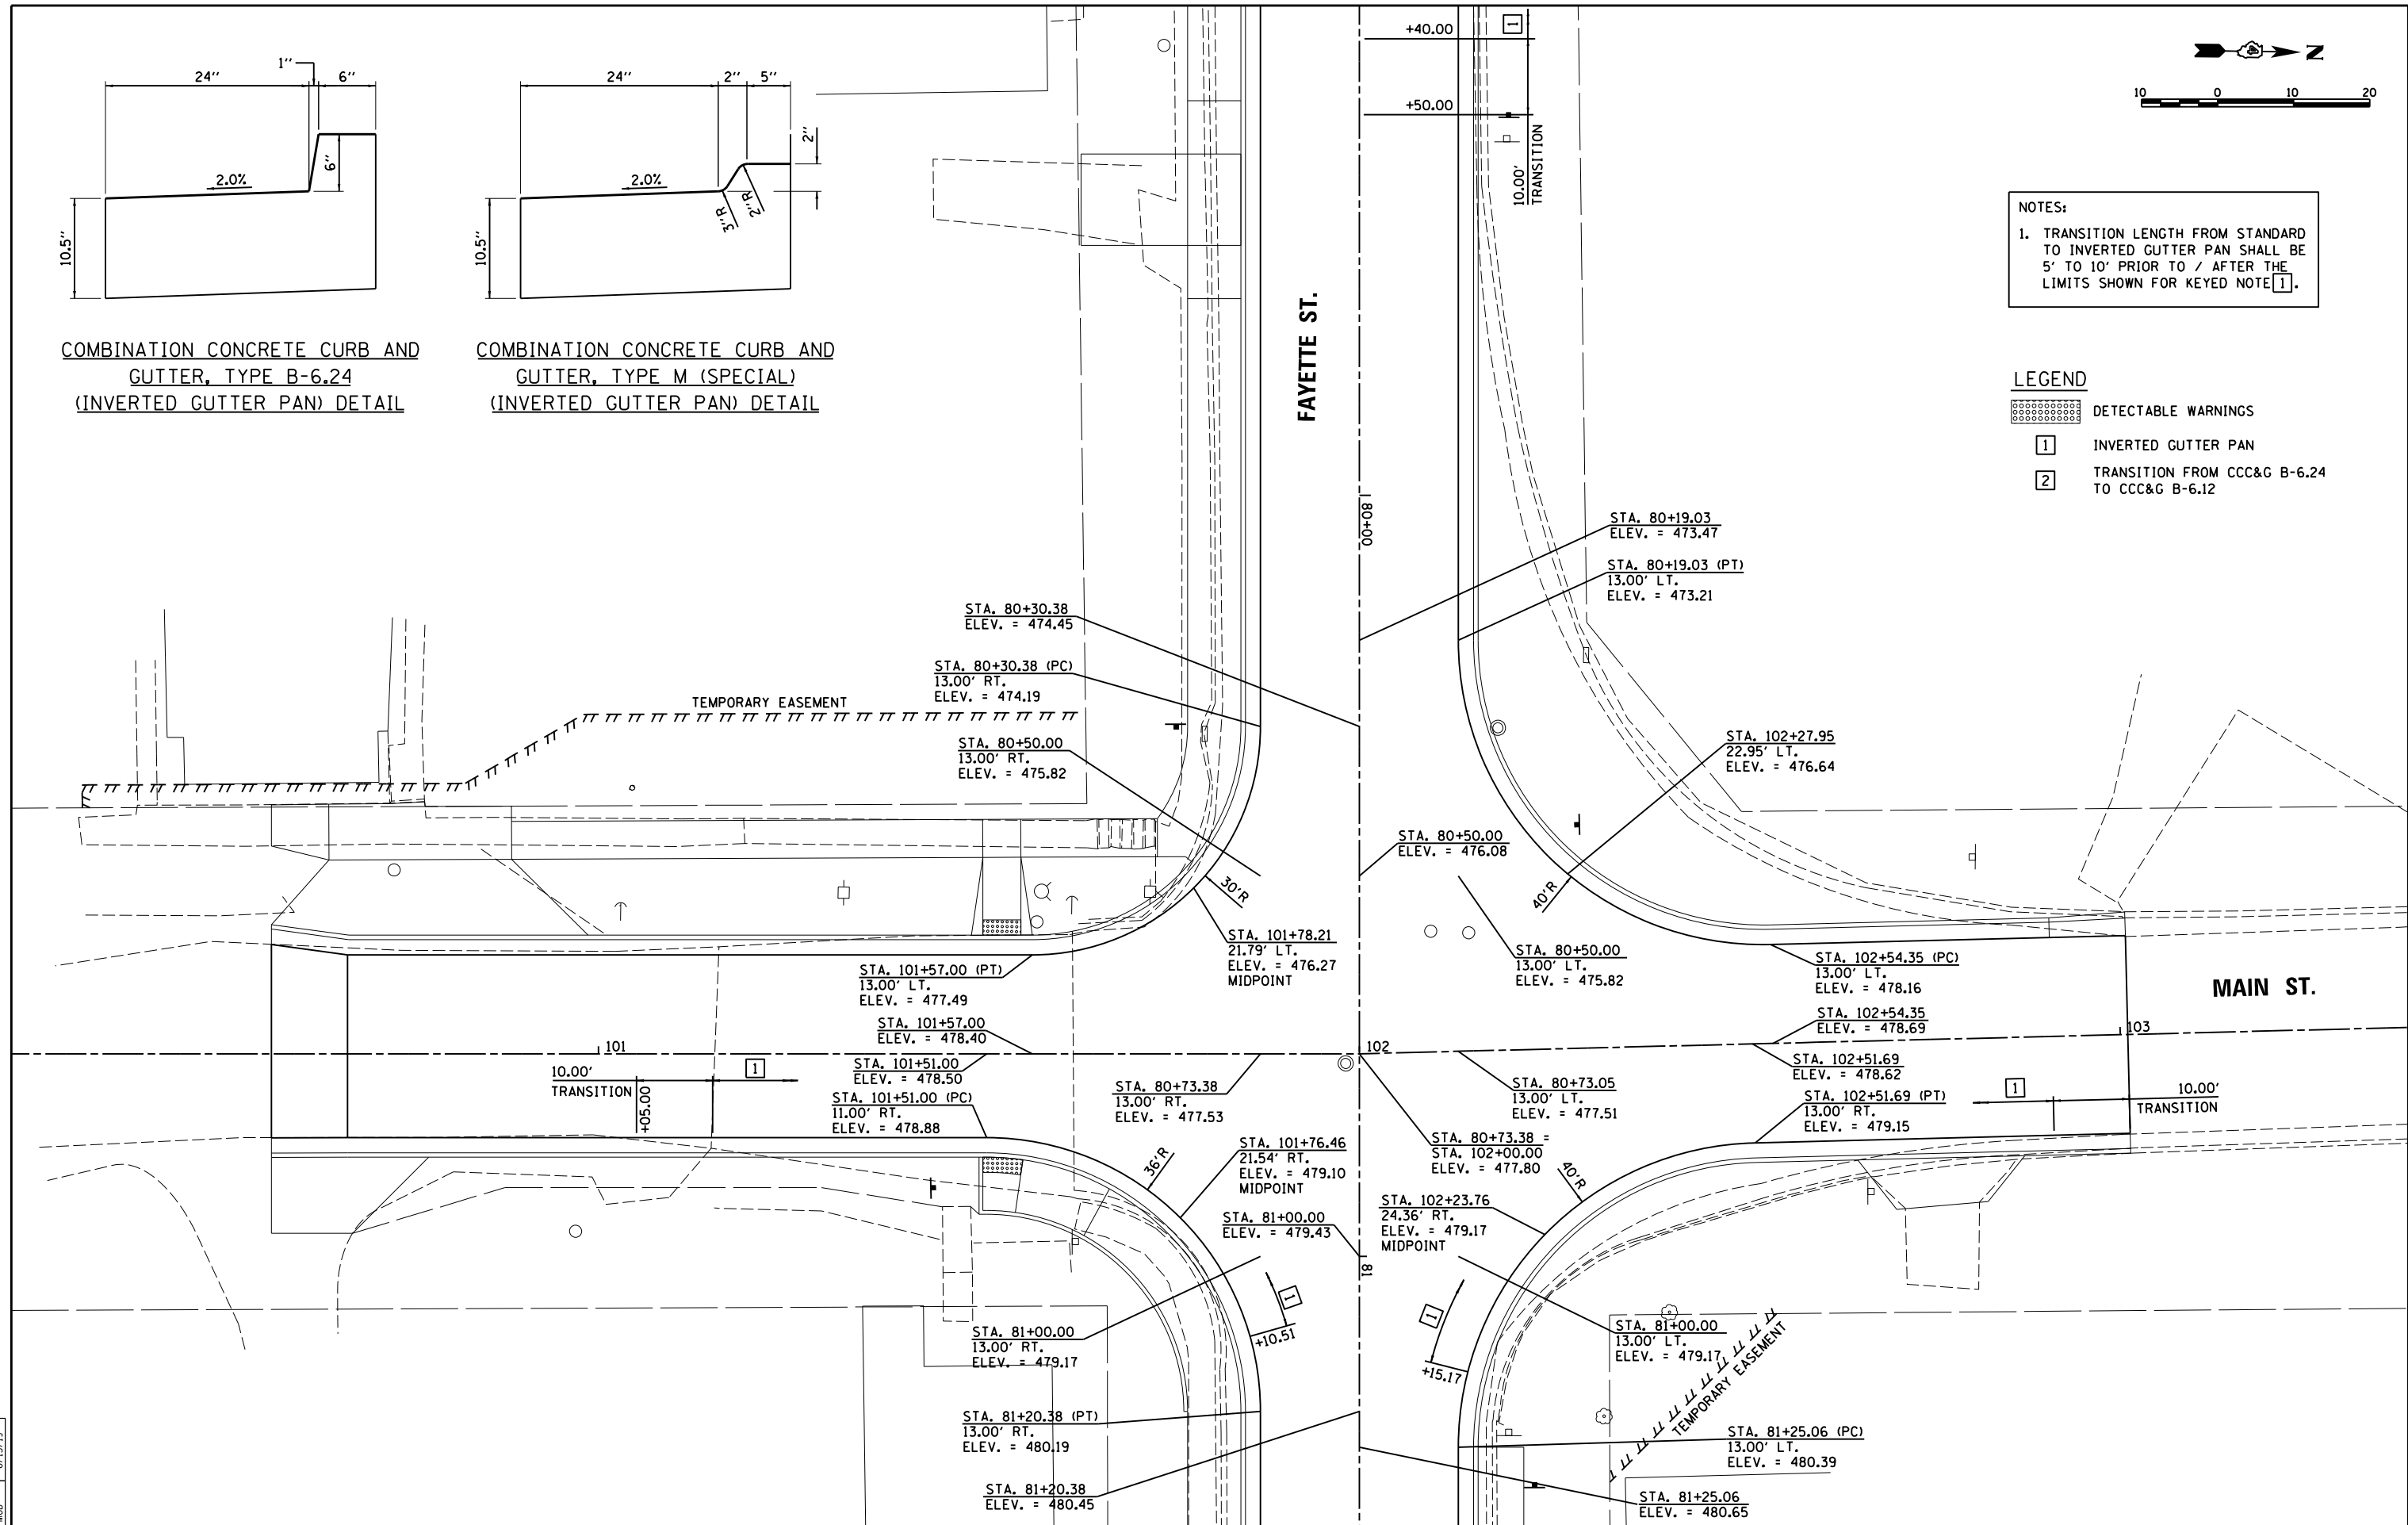 24'' 1'' 6''
6''
2.0%
10.5''
COMBINATION CONCRETE CURB AND
GUTTER, TYPE B-6.24
(INVERTED GUTTER PAN) DETAIL
24'' 2'' 5''
2''
2.0%
3''R
2''R
10.5''
COMBINATION CONCRETE CURB AND
GUTTER, TYPE M (SPECIAL)
(INVERTED GUTTER PAN) DETAIL
+40.00
1
+50.00
10.00'
TRANSITION
N
10 0 10 20
NOTES:
1. TRANSITION LENGTH FROM STANDARD
TO INVERTED GUTTER PAN SHALL BE
5' TO 10' PRIOR TO / AFTER THE
LIMITS SHOWN FOR KEYED NOTE 1.
LEGEND
DETECTABLE WARNINGS
1 INVERTED GUTTER PAN
2 TRANSITION FROM CCC&G B-6.24
TO CCC&G B-6.12
FAYETTE ST.
80+00
STA. 80+19.03
ELEV. = 473.47
STA. 80+19.03 (PT)
13.00' LT.
ELEV. = 473.21
STA. 80+30.38
ELEV. = 474.45
STA. 80+30.38 (PC)
13.00' RT.
ELEV. = 474.19
TEMPORARY EASEMENT
STA. 80+50.00
13.00' RT.
ELEV. = 475.82
STA. 102+27.95
22.95' LT.
ELEV. = 476.64
STA. 80+50.00
ELEV. = 476.08
30'R
40'R
STA. 101+78.21
21.79' LT.
ELEV. = 476.27
MIDPOINT
STA. 80+50.00
13.00' LT.
ELEV. = 475.82
STA. 101+57.00 (PT)
13.00' LT.
ELEV. = 477.49
STA. 102+54.35 (PC)
13.00' LT.
ELEV. = 478.16
MAIN ST.
STA. 101+57.00
ELEV. = 478.40
STA. 102+54.35
ELEV. = 478.69
101
102
103
STA. 101+51.00
ELEV. = 478.50
10.00'
TRANSITION
+05.00
1
STA. 101+51.00 (PC)
11.00' RT.
ELEV. = 478.88
STA. 80+73.38
13.00' RT.
ELEV. = 477.53
STA. 80+73.05
13.00' LT.
ELEV. = 477.51
STA. 102+51.69
ELEV. = 478.62
STA. 102+51.69 (PT)
13.00' RT.
ELEV. = 479.15
1
10.00'
TRANSITION
36'R
STA. 101+76.46
21.54' RT.
ELEV. = 479.10
MIDPOINT
STA. 80+73.38 =
STA. 102+00.00
ELEV. = 477.80
40'R
STA. 102+23.76
24.36' RT.
ELEV. = 479.17
MIDPOINT
STA. 81+00.00
ELEV. = 479.43
81
1
+10.51
1
+15.17
STA. 81+00.00
13.00' RT.
ELEV. = 479.17
STA. 81+00.00
13.00' LT.
ELEV. = 479.17
TEMPORARY EASEMENT
STA. 81+20.38 (PT)
13.00' RT.
ELEV. = 480.19
STA. 81+25.06 (PC)
13.00' LT.
ELEV. = 480.39
STA. 81+20.38
ELEV. = 480.45
STA. 81+25.06
ELEV. = 480.65